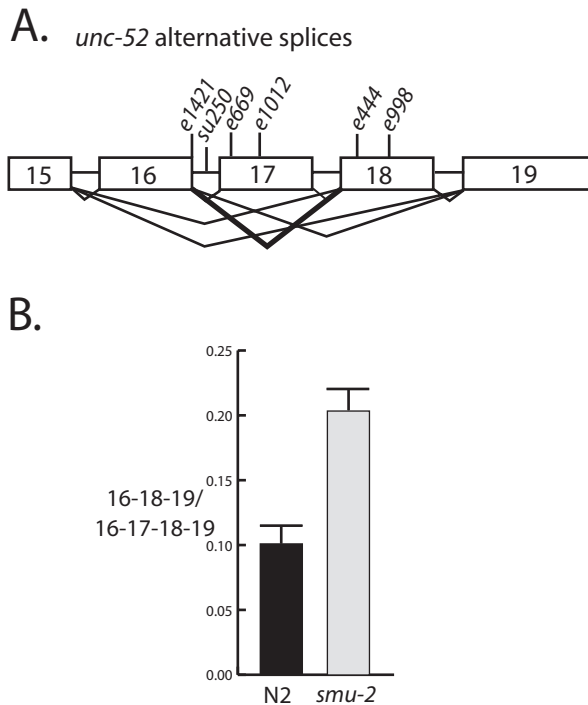 A. unc-52 alternative splices
e1421 su250 e669 e1012 e444 e998
15 16 17 18 19
B.
0.25
0.20
0.15
16-18-19/
16-17-18-19
0.10
0.05
0.00
N2 smu-2